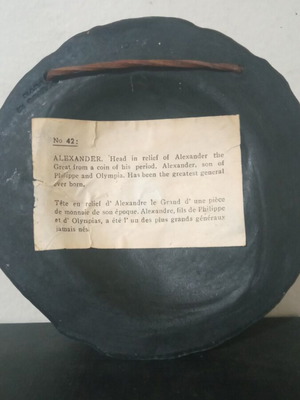 No 42:
ALEXANDER. Head in relief of Alexander the
Great from a coin of his period. Alexander, son of
Philippe and Olympia. Has been the greatest general
ever born.
Tête en relief d' Alexandre le Grand d' une pièce
de monnaie de son époque. Alexandre, fils de Philippe
et d' Olympias, a été l' un des plus grands généraux
jamais nés